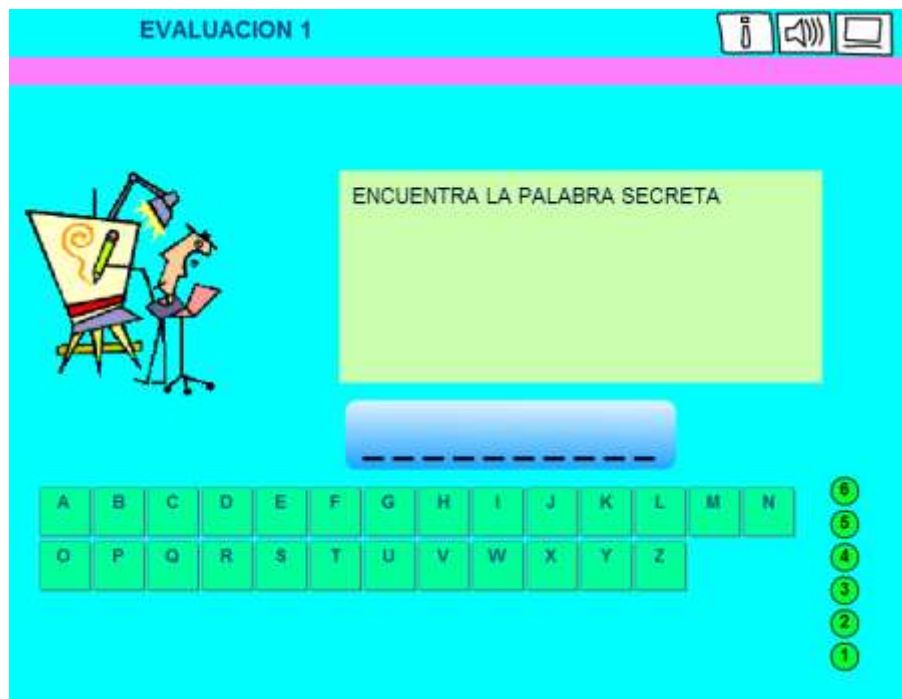 EVALUACION 1
i
ENCUENTRA LA PALABRA SECRETA
_ _ _ _ _ _ _ _ _ _
A B C D E F G H I J K L M N
O P Q R S T U V W X Y Z
6
5
4
3
2
1